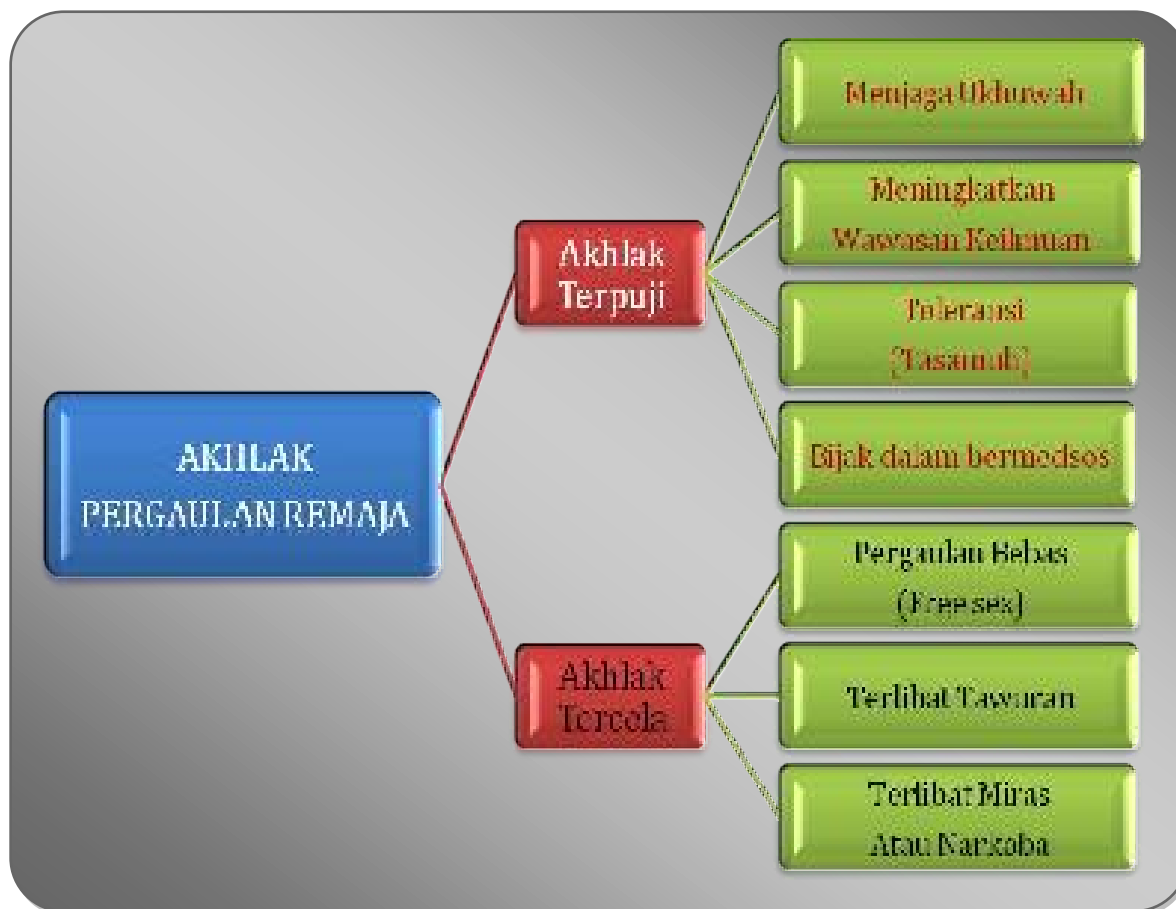 AKHLAK
PERGAULAN REMAJA
Akhlak
Terpuji
Menjaga Ukhuwah
Meningkatkan
Wawasan Keilmuan
Toleransi
(Tasamuh)
Bijak dalam bermedsos
Akhlak
Tercela
Pergaulan Bebas
(Free sex)
Terlibat Tawuran
Terlibat Miras
Atau Narkoba